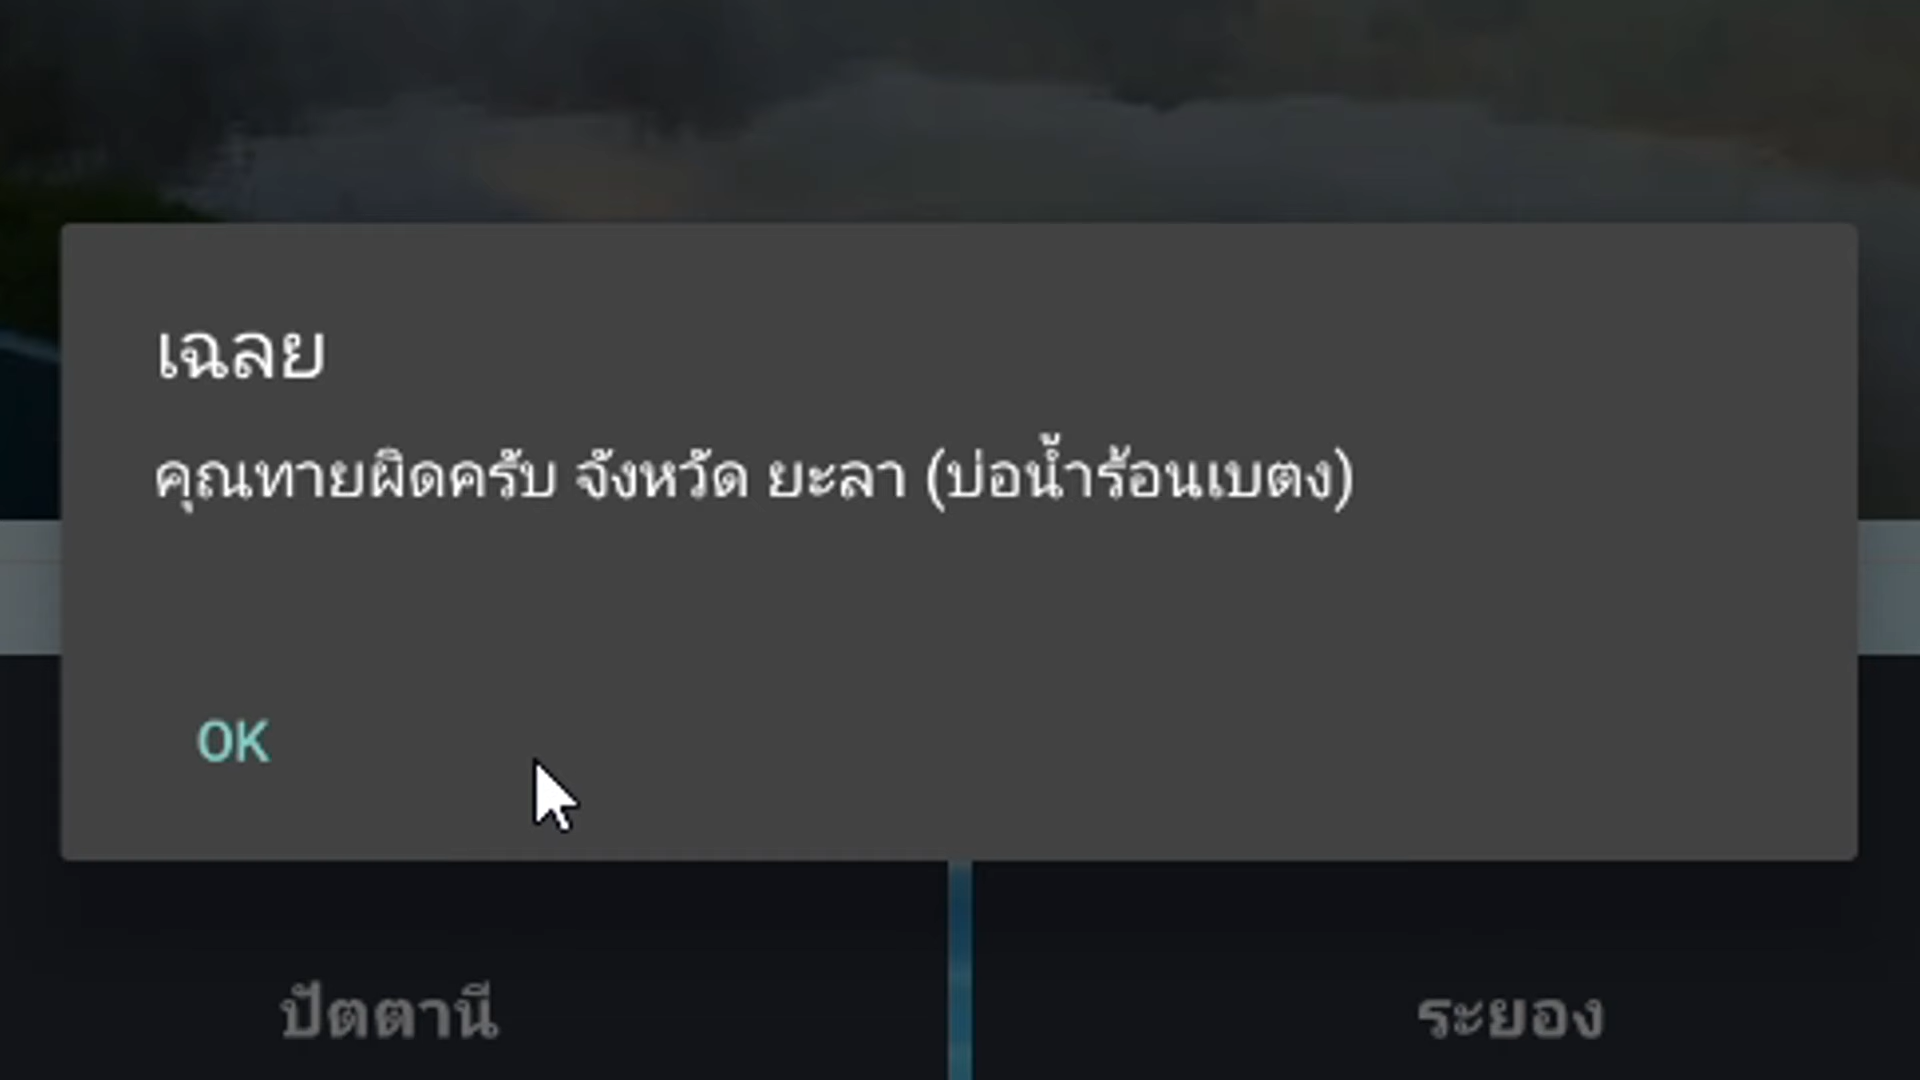 เฉลย
คุณทายผิดครับ จังหวัด ยะลา (บ่อน้ำร้อนเบตง)
OK
ปัตตานี
ระยอง